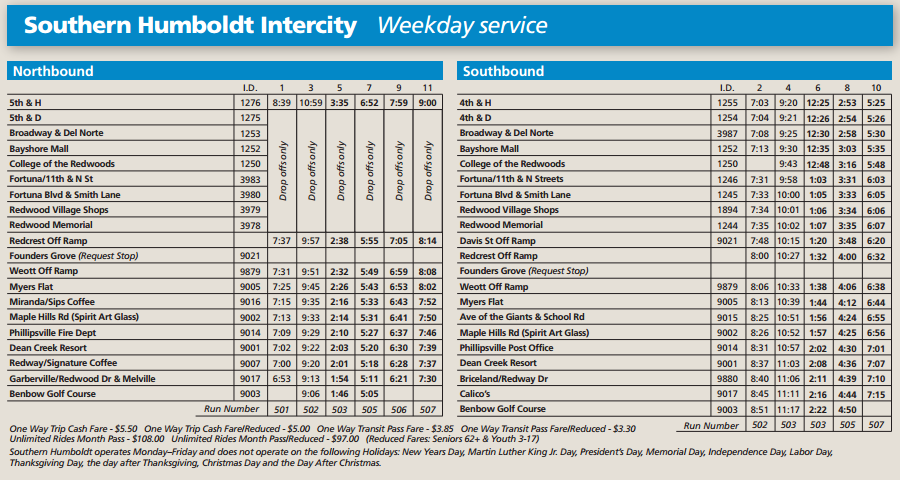 Southern Humboldt Intercity Weekday service
Northbound
I.D. 1 3 5 7 9 11
5th & H 1276 8:39 10:59 3:35 6:52 7:59 9:00
5th & D 1275
Broadway & Del Norte 1253
Bayshore Mall 1252
College of the Redwoods 1250
Drop offs only Drop offs only Drop offs only Drop offs only Drop offs only Drop offs only
Fortuna/11th & N St 3983
Fortuna Blvd & Smith Lane 3980
Redwood Village Shops 3979
Redwood Memorial 3978
Redcrest Off Ramp 7:37 9:57 2:38 5:55 7:05 8:14
Founders Grove (Request Stop) 9021
Weott Off Ramp 9879 7:31 9:51 2:32 5:49 6:59 8:08
Myers Flat 9005 7:25 9:45 2:26 5:43 6:53 8:02
Miranda/Sips Coffee 9016 7:15 9:35 2:16 5:33 6:43 7:52
Maple Hills Rd (Spirit Art Glass) 9002 7:13 9:33 2:14 5:31 6:41 7:50
Phillipsville Fire Dept 9014 7:09 9:29 2:10 5:27 6:37 7:46
Dean Creek Resort 9001 7:02 9:22 2:03 5:20 6:30 7:39
Redway/Signature Coffee 9007 7:00 9:20 2:01 5:18 6:28 7:37
Garberville/Redwood Dr & Melville 9017 6:53 9:13 1:54 5:11 6:21 7:30
Benbow Golf Course 9003 9:06 1:46 5:05
Run Number 501 502 503 505 506 507
Southbound
I.D. 2 4 6 8 10
4th & H 1255 7:03 9:20 12:25 2:53 5:25
4th & D 1254 7:04 9:21 12:26 2:54 5:26
Broadway & Del Norte 3987 7:08 9:25 12:30 2:58 5:30
Bayshore Mall 1252 7:13 9:30 12:35 3:03 5:35
College of the Redwoods 1250 9:43 12:48 3:16 5:48
Fortuna/11th & N Streets 1246 7:31 9:58 1:03 3:31 6:03
Fortuna Blvd & Smith Lane 1245 7:33 10:00 1:05 3:33 6:05
Redwood Village Shops 1894 7:34 10:01 1:06 3:34 6:06
Redwood Memorial 1244 7:35 10:02 1:07 3:35 6:07
Davis St Off Ramp 9021 7:48 10:15 1:20 3:48 6:20
Redcrest Off Ramp 8:00 10:27 1:32 4:00 6:32
Founders Grove (Request Stop)
Weott Off Ramp 9879 8:06 10:33 1:38 4:06 6:38
Myers Flat 9005 8:13 10:39 1:44 4:12 6:44
Ave of the Giants & School Rd 9015 8:25 10:51 1:56 4:24 6:55
Maple Hills Rd (Spirit Art Glass) 9002 8:26 10:52 1:57 4:25 6:56
Phillipsville Post Office 9014 8:31 10:57 2:02 4:30 7:01
Dean Creek Resort 9001 8:37 11:03 2:08 4:36 7:07
Briceland/Redway Dr 9880 8:40 11:06 2:11 4:39 7:10
Calico's 9017 8:45 11:11 2:16 4:44 7:15
Benbow Golf Course 9003 8:51 11:17 2:22 4:50
Run Number 502 503 503 505 507
One Way Trip Cash Fare - $5.50 One Way Trip Cash Fare/Reduced - $5.00 One Way Transit Pass Fare - $3.85 One Way Transit Pass Fare/Reduced - $3.30
Unlimited Rides Month Pass - $108.00 Unlimited Rides Month Pass/Reduced - $97.00 (Reduced Fares: Seniors 62+ & Youth 3-17)
Southern Humboldt operates Monday–Friday and does not operate on the following Holidays: New Years Day, Martin Luther King Jr. Day, President's Day, Memorial Day, Independence Day, Labor Day,
Thanksgiving Day, the day after Thanksgiving, Christmas Day and the Day After Christmas.